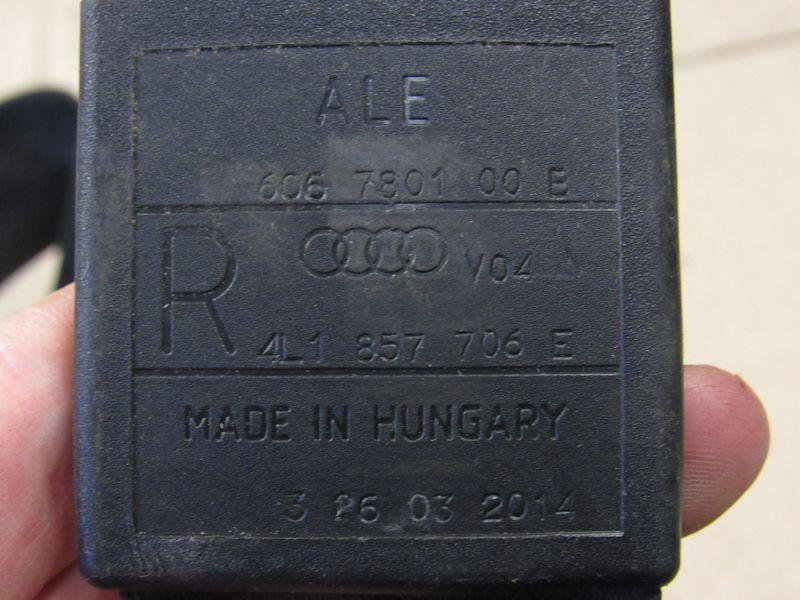 ALE
606 7801 00 B
R
V04
4L1 857 706 E
MADE IN HUNGARY
3 26 03 2014